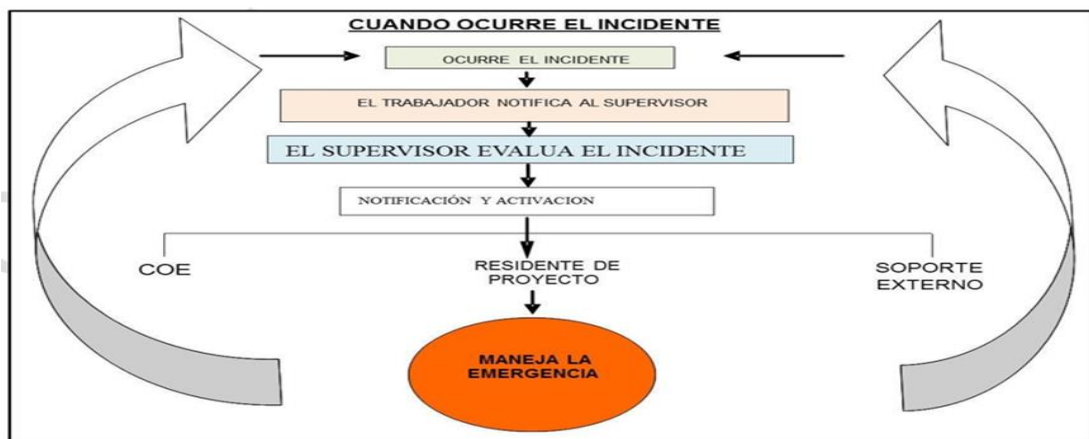 CUANDO OCURRE EL INCIDENTE
OCURRE EL INCIDENTE
EL TRABAJADOR NOTIFICA AL SUPERVISOR
EL SUPERVISOR EVALUA EL INCIDENTE
NOTIFICACIÓN Y ACTIVACION
COE
RESIDENTE DE
PROYECTO
SOPORTE
EXTERNO
MANEJA LA
EMERGENCIA